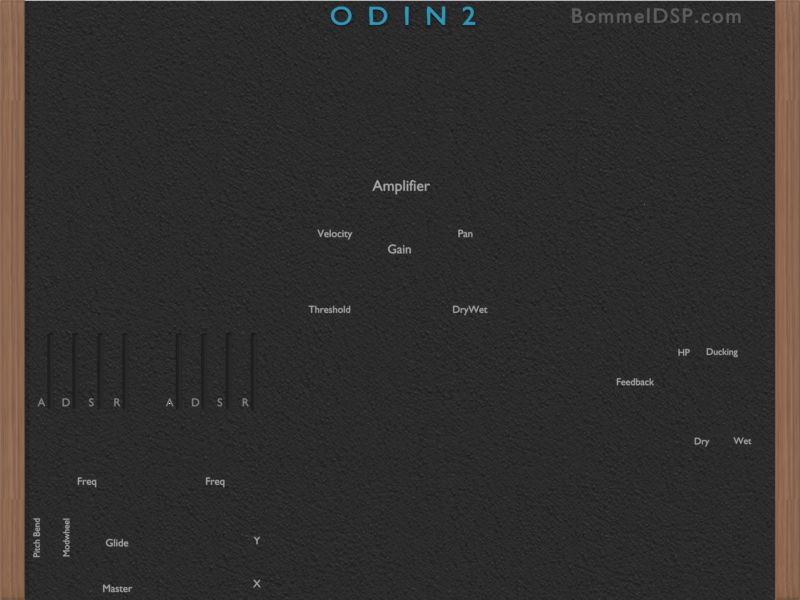 ODIN2
BommelDSP.com
Amplifier
Velocity
Pan
Gain
Threshold
DryWet
HP
Ducking
Feedback
A D S R
A D S R
Dry
Wet
Freq
Freq
Pitch Bend
Modwheel
Glide
Y
Master
X